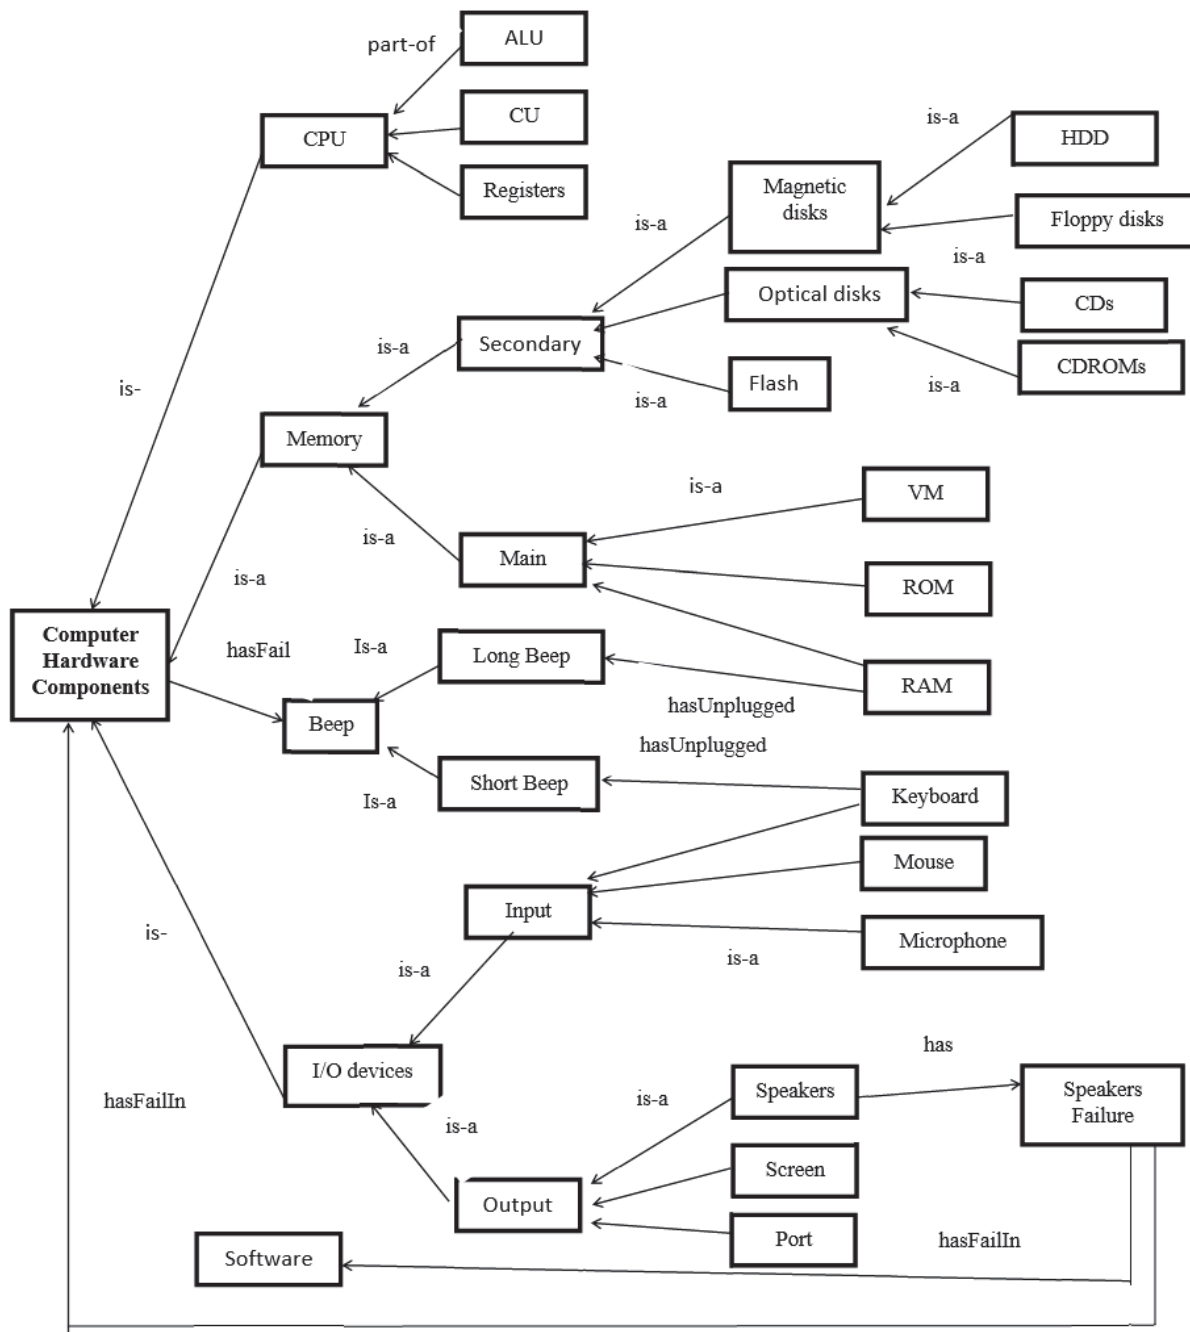 part-of
ALU
CU
CPU
Registers
is-a
HDD
Magnetic
disks
Floppy disks
is-a
is-a
Optical disks
CDs
Secondary
is-a
CDROMs
Flash
is-a
is-a
is-
Memory
is-a
VM
is-a
Main
is-a
ROM
Computer
Hardware
Components
hasFail
Is-a
Long Beep
RAM
hasUnplugged
Beep
hasUnplugged
Short Beep
Is-a
Keyboard
Mouse
Input
is-
Microphone
is-a
is-a
has
I/O devices
hasFailIn
Speakers
Speakers
Failure
is-a
is-a
Screen
Output
Port
hasFailIn
Software